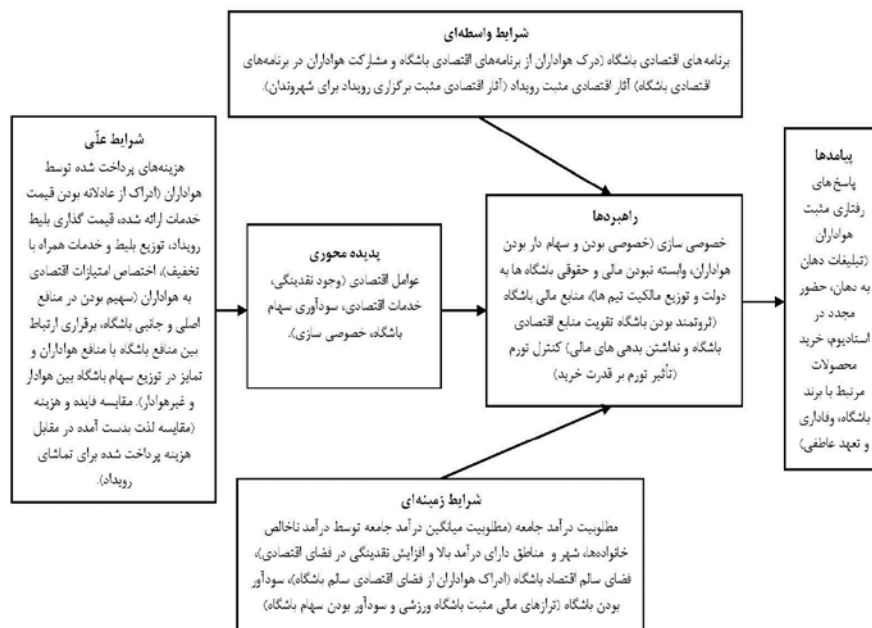 شرایط واسطه‌ای
برنامه‌های اقتصادی باشگاه (درک هواداران از برنامه‌های اقتصادی باشگاه و مشارکت هواداران در برنامه‌های
اقتصادی باشگاه) آثار اقتصادی مثبت رویداد (آثار اقتصادی مثبت برگزاری رویداد برای شهروندان).
شرایط علّی
هزینه‌های پرداخت شده توسط
هواداران (ادراک از عادلانه بودن قیمت
خدمات ارائه شده، قیمت گذاری بلیط
رویداد، توزیع بلیط و خدمات همراه با
تخفیف)، اختصاص امتیازات اقتصادی
به هواداران (سهیم بودن در منافع
اصلی و جانبی باشگاه، برقراری ارتباط
بین منافع باشگاه با منافع هواداران و
تمایز در توزیع سهام باشگاه بین هوادار
و غیرهوادار). مقایسه فایده و هزینه
(مقایسه لذت بدست آمده در مقابل
هزینه پرداخت شده برای تماشای
رویداد).
پدیده محوری
عوامل اقتصادی (وجود نقدینگی،
خدمات اقتصادی، سودآوری سهام
باشگاه، خصوصی سازی).
راهبردها
خصوصی سازی (خصوصی بودن و سهام دار بودن
هواداران، وابسته نبودن مالی و حقوقی باشگاه ها به
دولت و توزیع مالکیت تیم ها)، منابع مالی باشگاه
(ثروتمند بودن باشگاه تقویت منابع اقتصادی
باشگاه و نداشتن بدهی های مالی) کنترل تورم
(تأثیر تورم بر قدرت خرید)
پیامدها
پاسخ‌های
رفتاری مثبت
هواداران
(تبلیغات دهان
به دهان، حضور
مجدد در
استادیوم، خرید
محصولات
مرتبط با برند
باشگاه، وفاداری
و تعهد عاطفی)
شرایط زمینه‌ای
مطلوبیت درآمد جامعه (مطلوبیت میانگین درآمد جامعه توسط درآمد ناخالص
خانواده‌ها، شهر و مناطق دارای درآمد بالا و افزایش نقدینگی در فضای اقتصادی)،
فضای سالم اقتصاد باشگاه (ادراک هواداران از فضای اقتصادی سالم باشگاه)، سودآور
بودن باشگاه (ترازهای مالی مثبت باشگاه ورزشی و سودآور بودن سهام باشگاه)